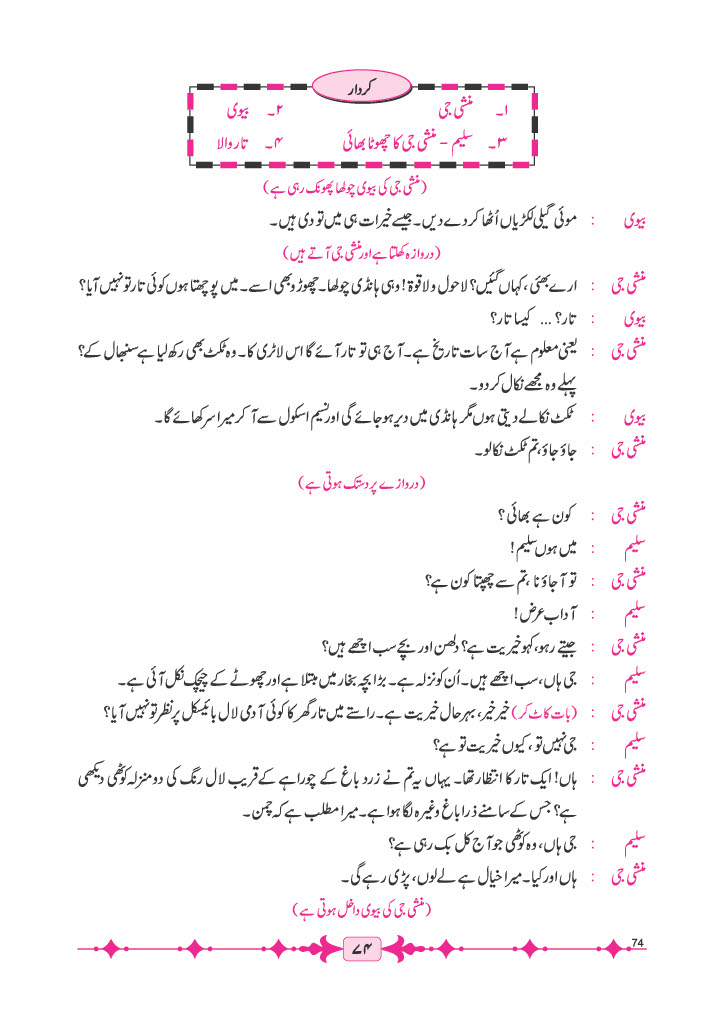 کردار
۱۔ منشی جی ۲۔ بیوی
۳۔ سلیم - منشی جی کا چھوٹا بھائی ۴۔ تار والا
(منشی جی کی بیوی چولھا پھونک رہی ہے)
بیوی : موئی گیلی لکڑیاں اُٹھا کر دے دیں۔ جیسے خیرات ہی میں تو دی ہیں۔
(دروازہ کھلتا ہے اور منشی جی آتے ہیں)
منشی جی : ارے بھئی، کہاں گئیں؟ لا حول ولا قوۃ! وہی ہانڈی چولھا۔ چھوڑو بھی اسے۔ میں پوچھتا ہوں کوئی تار تو نہیں آیا؟
بیوی : تار؟ ... کیسا تار؟
منشی جی : یعنی معلوم ہے آج سات تاریخ ہے۔ آج ہی تو تار آئے گا اس لاٹری کا۔ وہ ٹکٹ بھی رکھ لیا ہے سنبھال کے؟
پہلے وہ مجھے نکال کر دو۔
بیوی : ٹکٹ نکالے دیتی ہوں مگر ہانڈی میں دیر ہو جائے گی اور نسیم اسکول سے آ کر میرا سر کھائے گا۔
منشی جی : جاؤ جاؤ، تم ٹکٹ نکالو۔
(دروازے پر دستک ہوتی ہے)
منشی جی : کون ہے بھائی؟
سلیم : میں ہوں سلیم!
منشی جی : تو آ جاؤ نا، تم سے چھپتا کون ہے؟
سلیم : آداب عرض!
منشی جی : جیتے رہو، کہو خیریت ہے؟ دلھن اور بچے سب اچھے ہیں؟
سلیم : جی ہاں، سب اچھے ہیں۔ اُن کو نزلہ ہے۔ بڑا بچہ بخار میں مبتلا ہے اور چھوٹے کے چیچک نکل آئی ہے۔
منشی جی : (بات کاٹ کر) خیر خیر، بہر حال خیریت ہے۔ راستے میں تار گھر کا کوئی آدمی لال بائیسکل پر نظر تو نہیں آیا؟
سلیم : جی نہیں تو، کیوں خیریت تو ہے؟
منشی جی : ہاں! ایک تار کا انتظار تھا۔ یہاں یہ تم نے زرد باغ کے چوراہے کے قریب لال رنگ کی دو منزلہ کوٹھی دیکھی
ہے؟ جس کے سامنے ذرا باغ وغیرہ لگا ہوا ہے۔ میرا مطلب ہے کہ چمن۔
سلیم : جی ہاں، وہ کوٹھی جو آج کل بک رہی ہے؟
منشی جی : ہاں اور کیا۔ میرا خیال ہے لے لوں، پڑی رہے گی۔
(منشی جی کی بیوی داخل ہوتی ہے)
۷۴
74